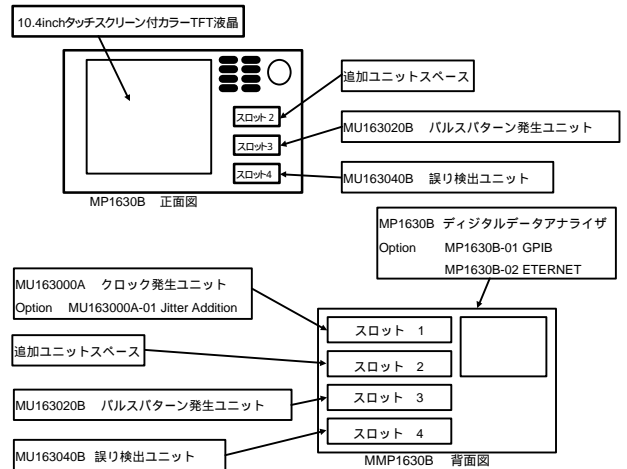 10.4inchタッチスクリーン付カラーTFT液晶
追加ユニットスペース
スロット 2
MU163020B パルスパターン発生ユニット
スロット3
スロット4
MU163040B 誤り検出ユニット
MP1630B 正面図
MP1630B ディジタルデータアナライザ
Option MP1630B-01 GPIB
MP1630B-02 ETERNET
MU163000A クロック発生ユニット
Option MU163000A-01 Jitter Addition
スロット 1
追加ユニットスペース
スロット 2
MU163020B パルスパターン発生ユニット
スロット 3
スロット 4
MU163040B 誤り検出ユニット
MMP1630B 背面図